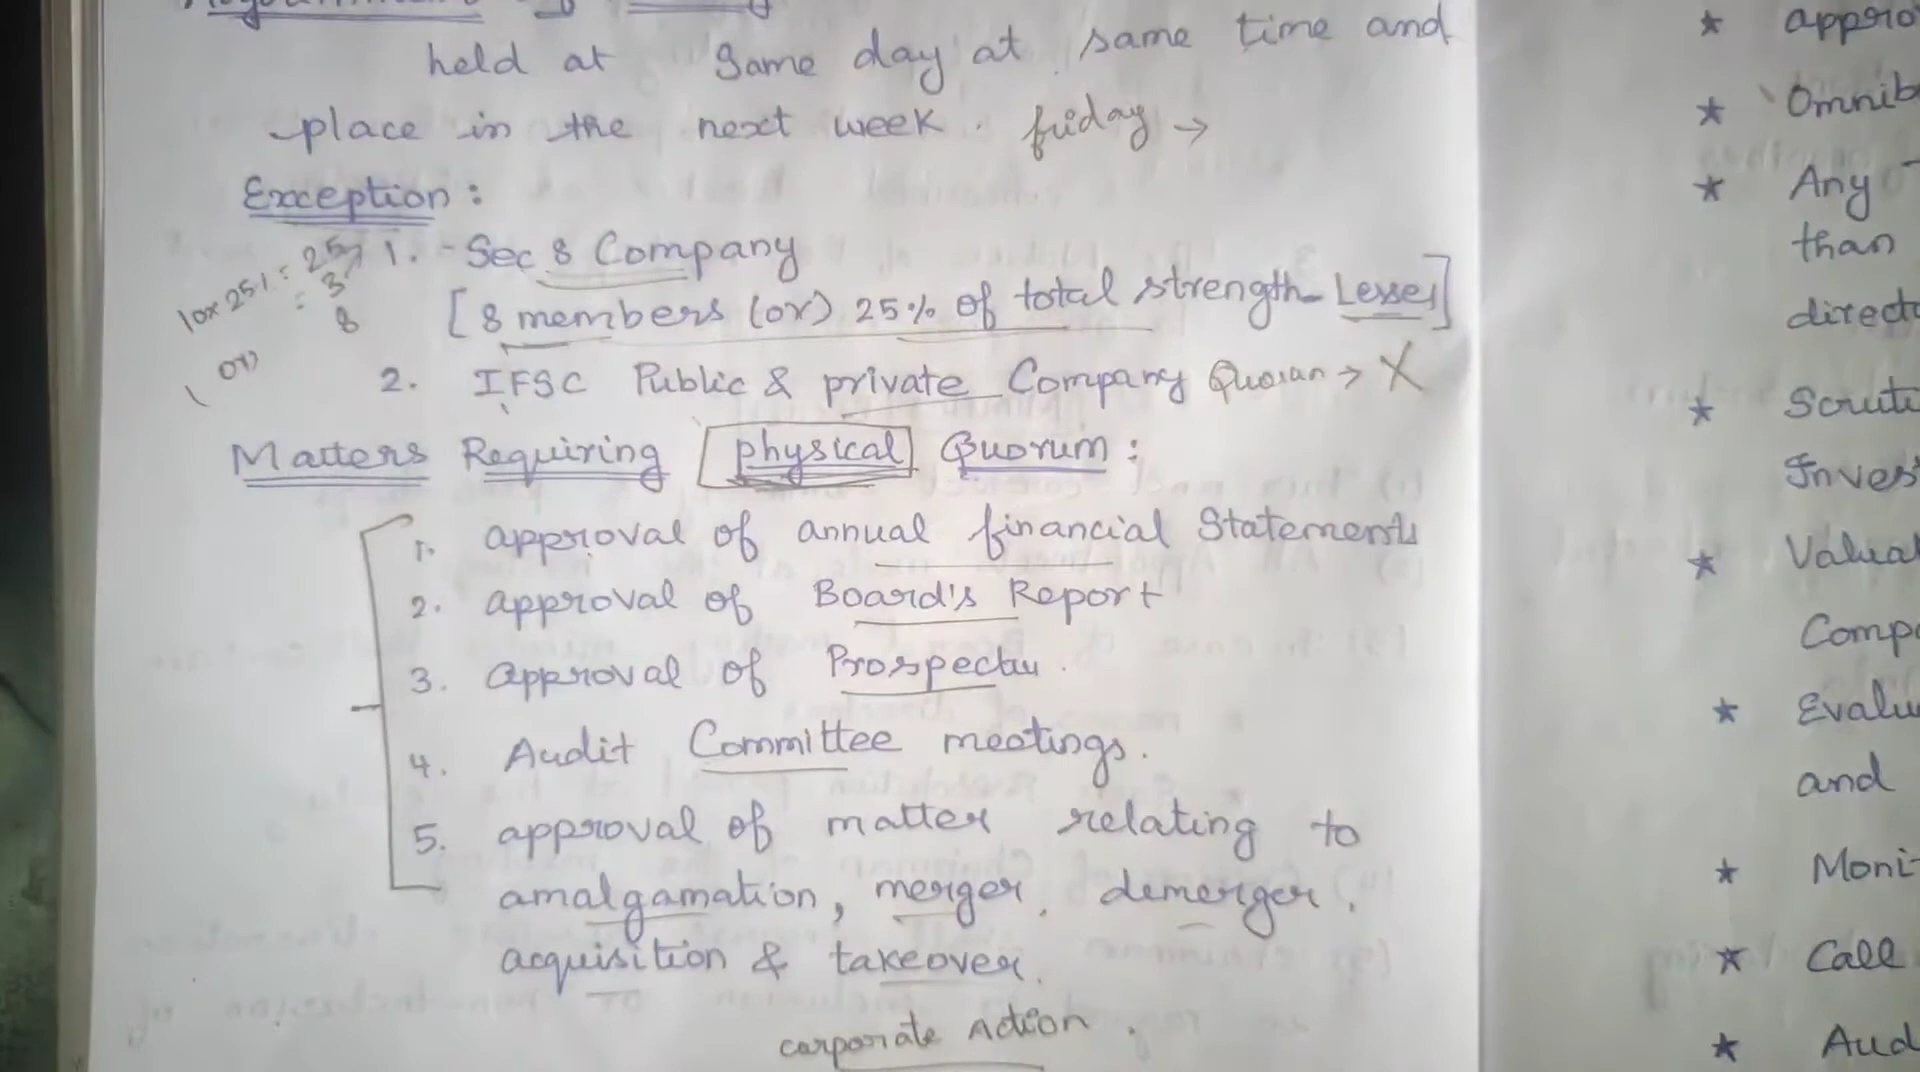 held at same day at same time and
place in the next week. friday →
Exception:
1. - Sec 8 Company
10x25% = 25
= 3
8
(or)
[8 members (or) 25% of total strength - Lesser]
2. IFSC Public & private Company Quoran → X
Matters Requiring physical Quorum:
1. approval of annual financial Statements
2. approval of Board's Report
3. approval of Prospectus.
4. Audit Committee meetings.
5. approval of matter relating to
amalgamation, merger, demerger,
acquisition & takeover.
corporate Action.
* appro
* Omnib
* Any
than
direct
* Scruti
Inves
* Valua
Comp
* Evalu
and
* Moni
* Call
* Aud